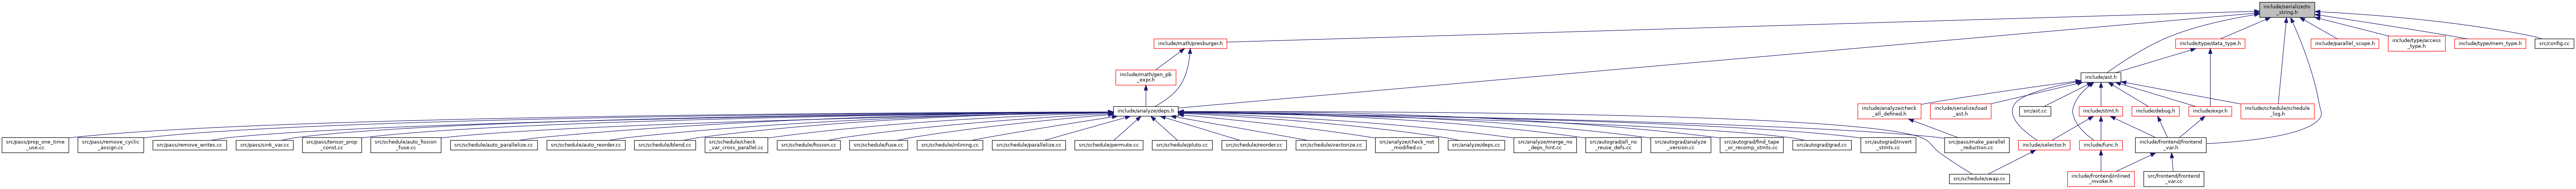 include/serialize/to
_string.h
include/math/presburger.h
include/type/data_type.h
include/parallel_scope.h
include/type/access
_type.h
include/type/mem_type.h
src/config.cc
include/math/gen_pb
_expr.h
include/ast.h
include/analyze/deps.h
include/analyze/check
_all_defined.h
include/serialize/load
_ast.h
src/ast.cc
include/stmt.h
include/debug.h
include/expr.h
include/schedule/schedule
_log.h
src/pass/prop_one_time
_use.cc
src/pass/remove_cyclic
_assign.cc
src/pass/remove_writes.cc
src/pass/sink_var.cc
src/pass/tensor_prop
_const.cc
src/schedule/auto_fission
_fuse.cc
src/schedule/auto_parallelize.cc
src/schedule/auto_reorder.cc
src/schedule/blend.cc
src/schedule/check
_var_cross_parallel.cc
src/schedule/fission.cc
src/schedule/fuse.cc
src/schedule/inlining.cc
src/schedule/parallelize.cc
src/schedule/permute.cc
src/schedule/pluto.cc
src/schedule/reorder.cc
src/schedule/vectorize.cc
src/analyze/check_not
_modified.cc
src/analyze/deps.cc
src/analyze/merge_no
_deps_hint.cc
src/autograd/all_no
_reuse_defs.cc
src/autograd/analyze
_version.cc
src/autograd/find_tape
_or_recomp_stmts.cc
src/autograd/grad.cc
src/autograd/invert
_stmts.cc
src/pass/make_parallel
_reduction.cc
include/selector.h
include/func.h
include/frontend/frontend
_var.h
src/schedule/swap.cc
include/frontend/inlined
_invoke.h
src/frontend/frontend
_var.cc